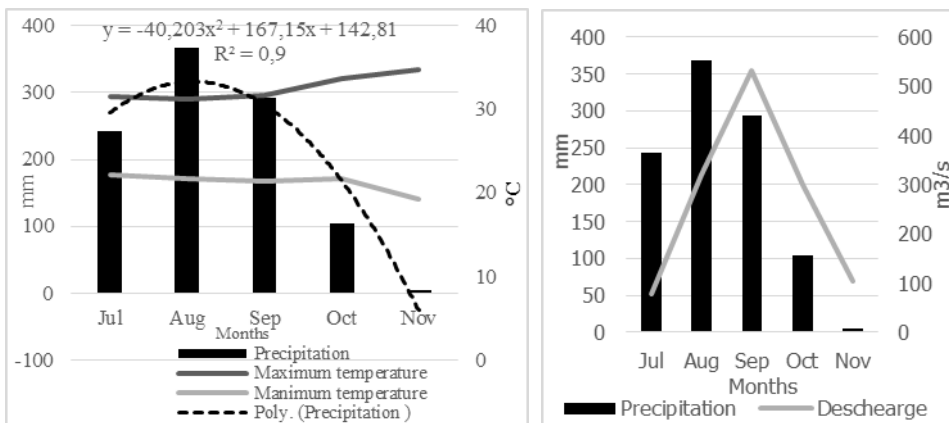 y = -40,203x² + 167,15x + 142,81
R² = 0,9
400
300
200
100
0
-100
mm
40
30
20
10
0
°C
Jul Aug Sep Oct Nov
Months
Precipitation
Maximum temperature
Manimum temperature
Poly. (Precipitation )
400
350
300
250
200
150
100
50
0
mm
600
500
400
300
200
100
0
m3/s
Jul Aug Sep Oct Nov
Months
Precipitation Deschearge